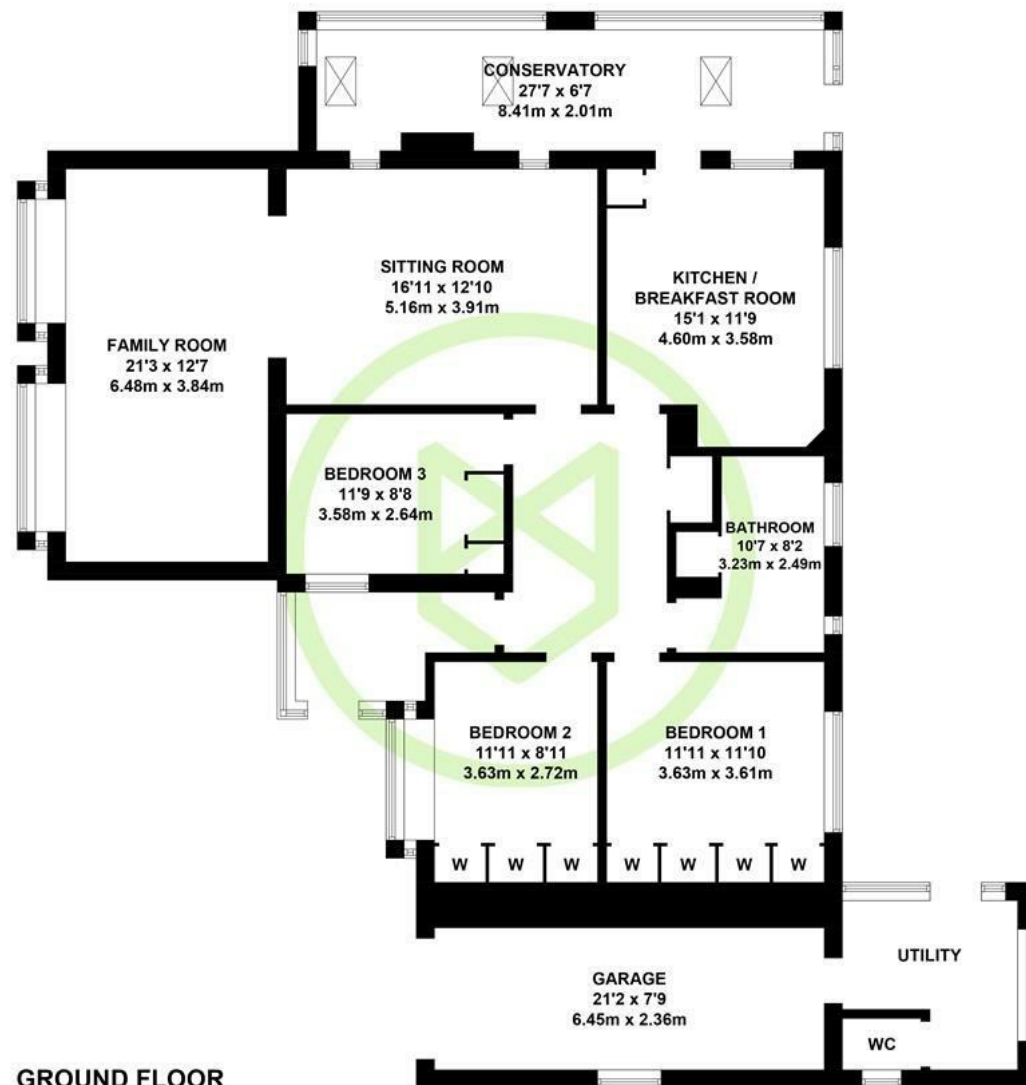 CONSERVATORY
27'7 x 6'7
8.41m x 2.01m
SITTING ROOM
16'11 x 12'10
5.16m x 3.91m
KITCHEN /
BREAKFAST ROOM
15'1 x 11'9
4.60m x 3.58m
FAMILY ROOM
21'3 x 12'7
6.48m x 3.84m
BEDROOM 3
11'9 x 8'8
3.58m x 2.64m
BATHROOM
10'7 x 8'2
3.23m x 2.49m
BEDROOM 2
11'11 x 8'11
3.63m x 2.72m
BEDROOM 1
11'11 x 11'10
3.63m x 3.61m
W W W W W W
UTILITY
GARAGE
21'2 x 7'9
6.45m x 2.36m
WC
GROUND FLOOR